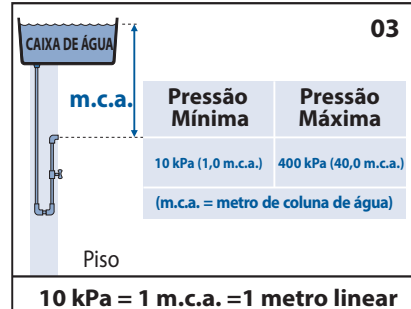 03
CAIXA DE ÁGUA
m.c.a.
Pressão Mínima
Pressão Máxima
10 kPa (1,0 m.c.a.)
400 kPa (40,0 m.c.a.)
(m.c.a. = metro de coluna de água)
Piso
10 kPa = 1 m.c.a. =1 metro linear